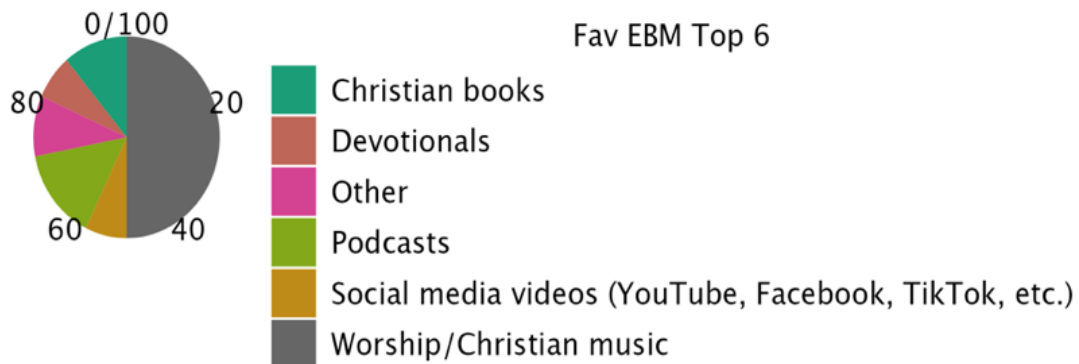 0/100
20
40
60
80
Fav EBM Top 6
Christian books
Devotionals
Other
Podcasts
Social media videos (YouTube, Facebook, TikTok, etc.)
Worship/Christian music